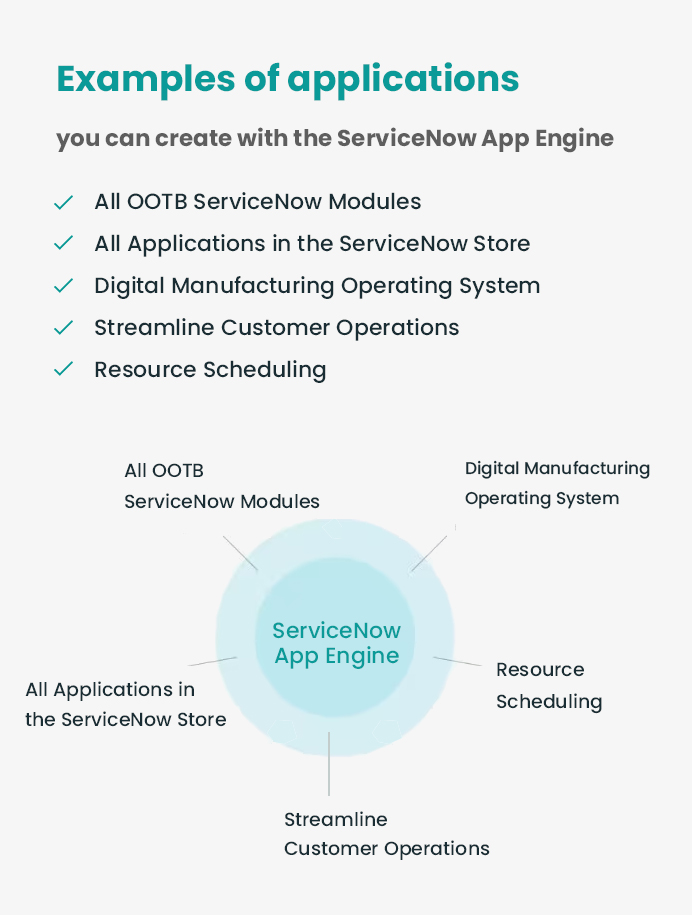 Examples of applications
you can create with the ServiceNow App Engine
All OOTB ServiceNow Modules
All Applications in the ServiceNow Store
Digital Manufacturing Operating System
Streamline Customer Operations
Resource Scheduling
All OOTB
ServiceNow Modules
Digital Manufacturing
Operating System
ServiceNow
App Engine
All Applications in
the ServiceNow Store
Resource
Scheduling
Streamline
Customer Operations